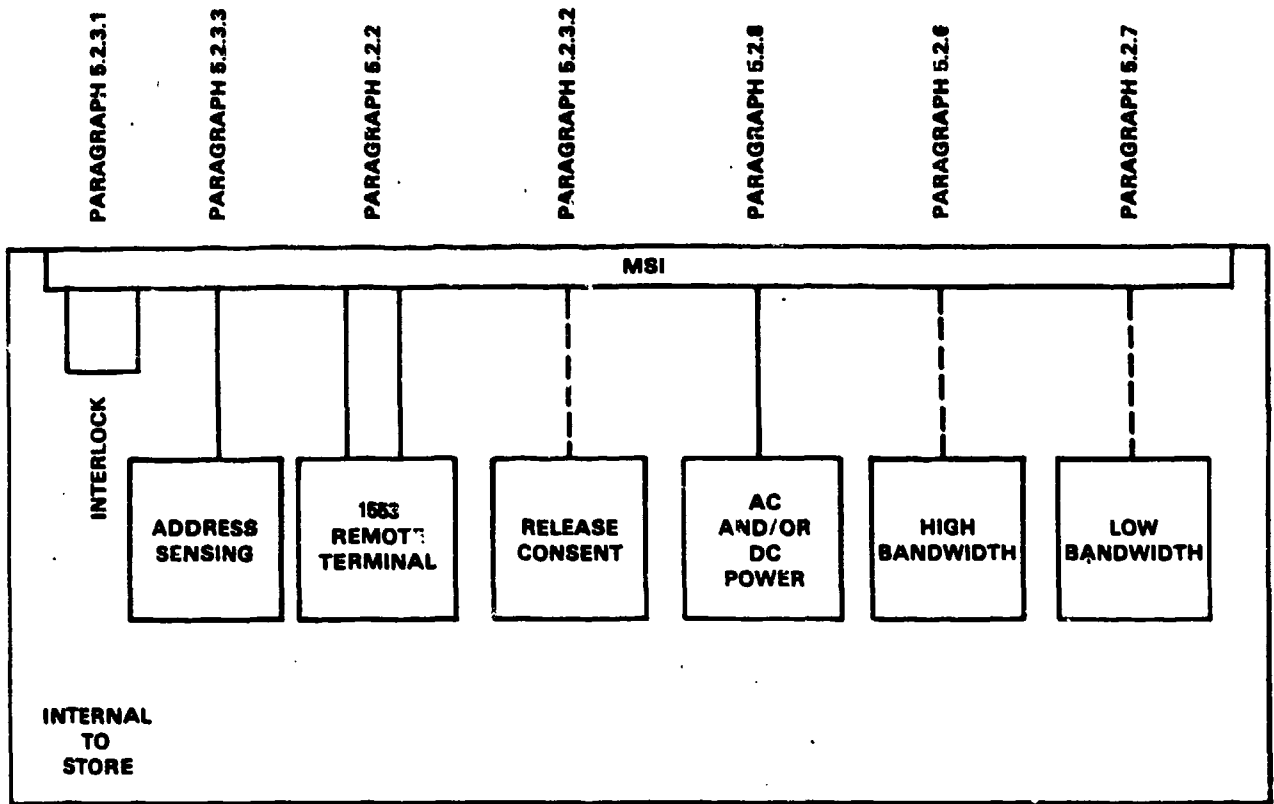 PARAGRAPH 5.2.3.1
PARAGRAPH 5.2.3.3
PARAGRAPH 5.2.2
PARAGRAPH 5.2.3.2
PARAGRAPH 5.2.8
PARAGRAPH 5.2.6
PARAGRAPH 5.2.7
MSI
INTERLOCK
ADDRESS
SENSING
1553
REMOTE
TERMINAL
RELEASE
CONSENT
AC
AND/OR
DC
POWER
HIGH
BANDWIDTH
LOW
BANDWIDTH
INTERNAL
TO
STORE